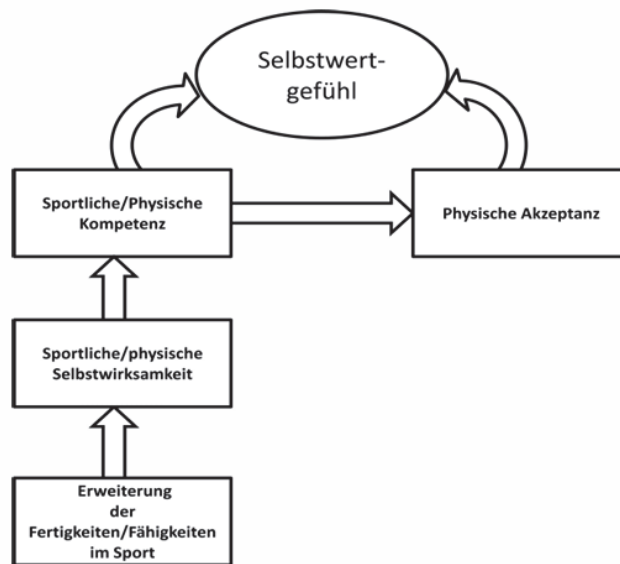 Selbstwert-
gefühl
Sportliche/Physische
Kompetenz
Physische Akzeptanz
Sportliche/physische
Selbstwirksamkeit
Erweiterung
der
Fertigkeiten/Fähigkeiten
im Sport